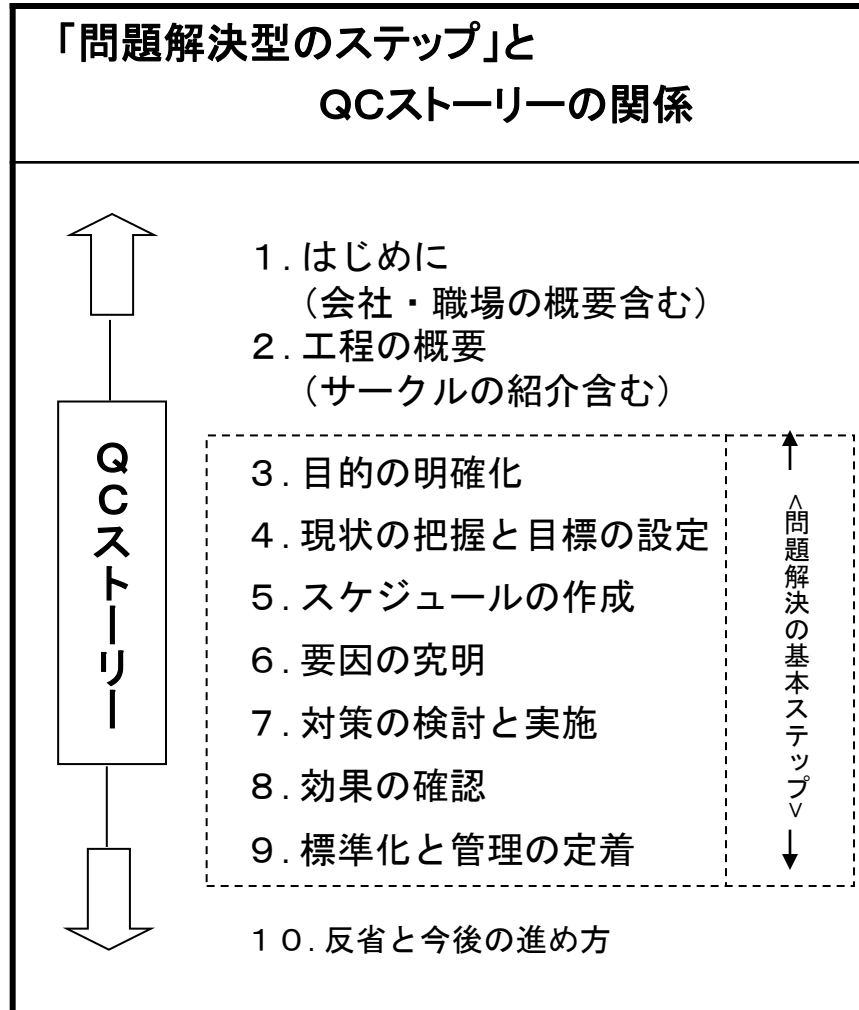 「問題解決型のステップ」と
QCストーリーの関係
１．はじめに
（会社・職場の概要含む）
２．工程の概要
（サークルの紹介含む）
QCストーリー
３．目的の明確化
４．現状の把握と目標の設定
５．スケジュールの作成
６．要因の究明
７．対策の検討と実施
８．効果の確認
９．標準化と管理の定着
<問題解決の基本ステップ>
１０．反省と今後の進め方